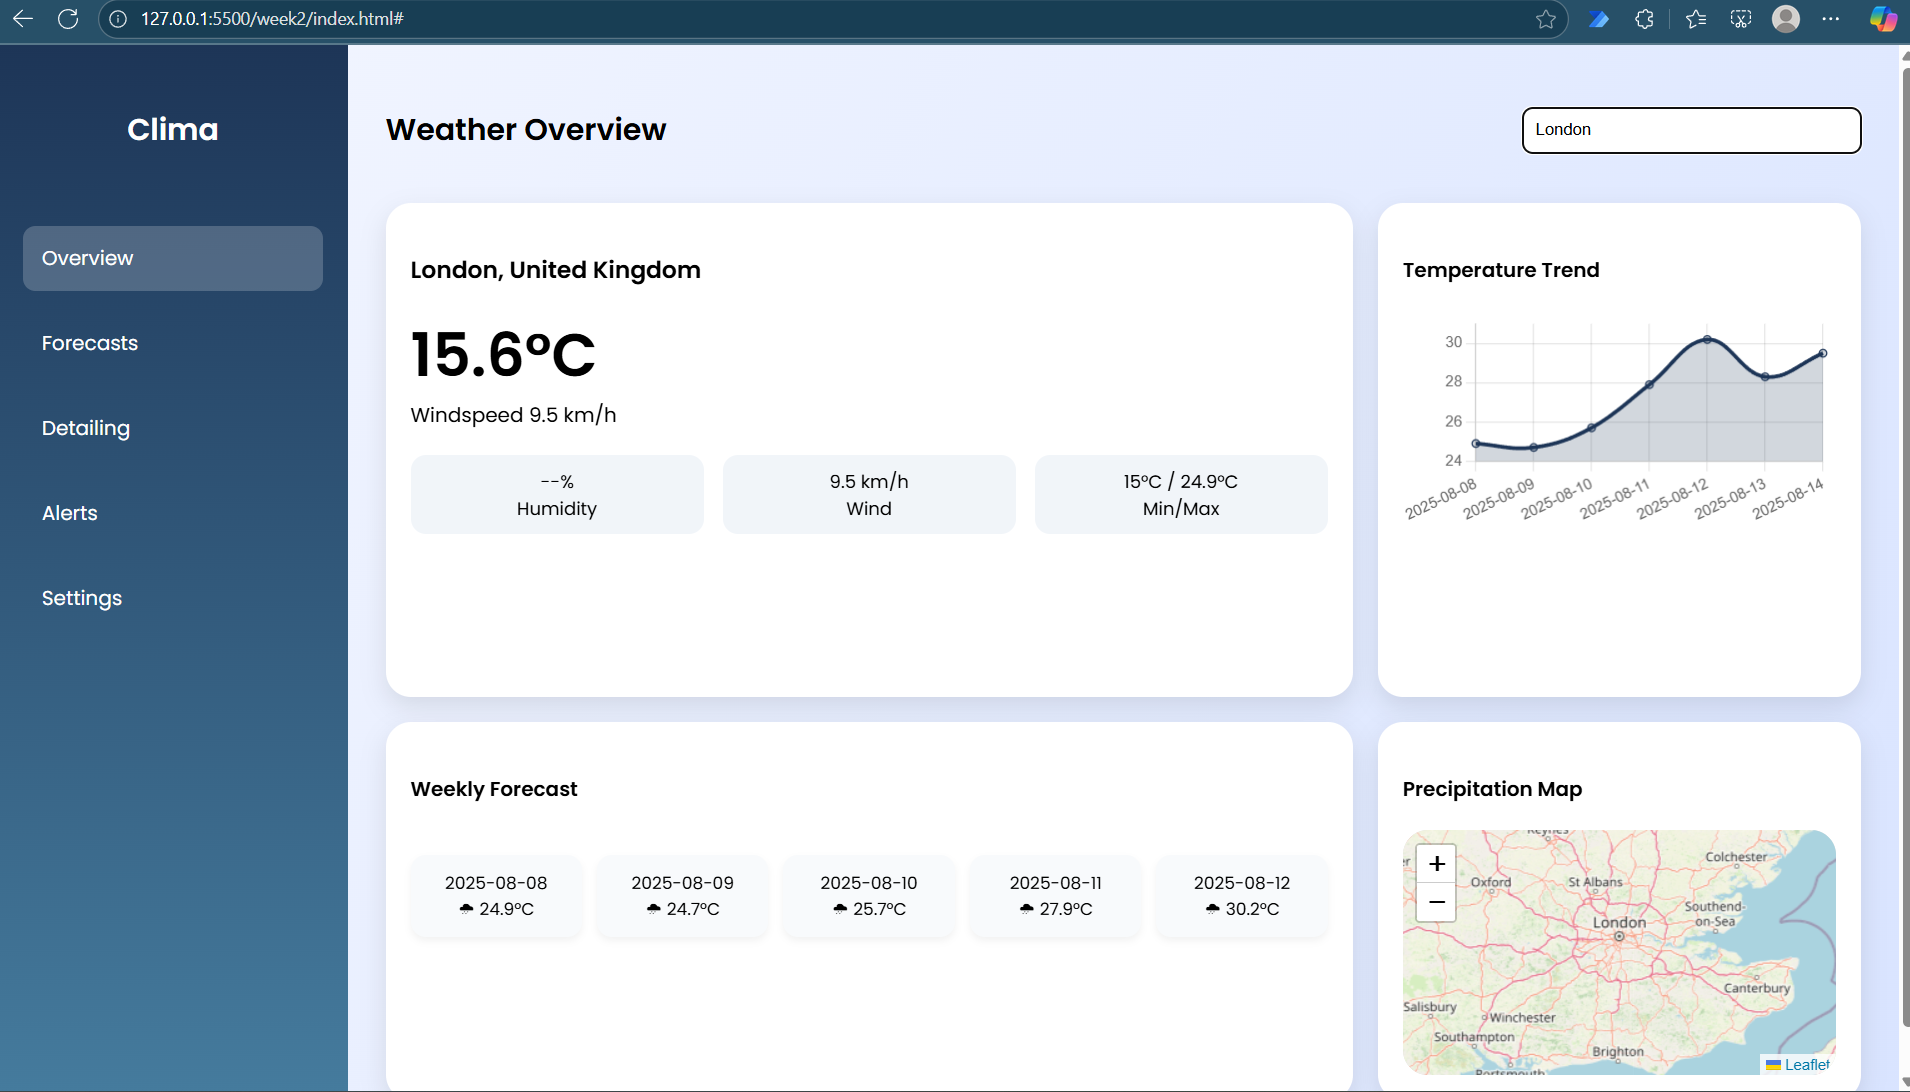 127.0.0.1:5500/week2/index.html#
Clima
Overview
Forecasts
Detailing
Alerts
Settings
Weather Overview
London
London, United Kingdom
15.6°C
Windspeed 9.5 km/h
--%
Humidity
9.5 km/h
Wind
15°C / 24.9°C
Min/Max
Temperature Trend
30
28
26
24
2025-08-08
2025-08-09
2025-08-10
2025-08-11
2025-08-12
2025-08-13
2025-08-14
Weekly Forecast
2025-08-08
24.9°C
2025-08-09
24.7°C
2025-08-10
25.7°C
2025-08-11
27.9°C
2025-08-12
30.2°C
Precipitation Map
+
−
Colchester
Oxford
St Albans
Southend-
on-Sea
London
Canterbury
Salisbury
Winchester
Southampton
Brighton
Leaflet